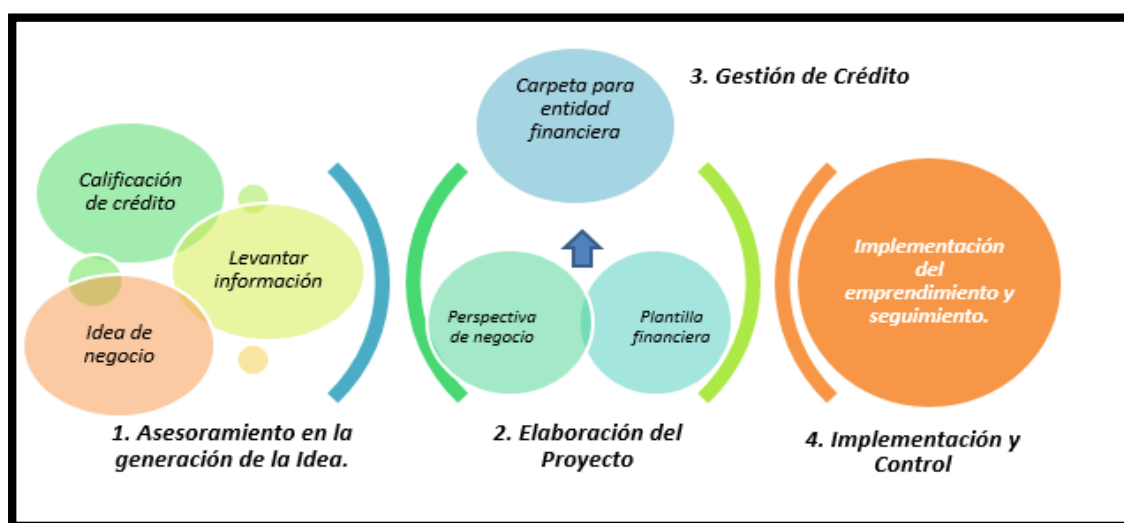 Calificación
de crédito
Levantar
información
Idea de
negocio
1. Asesoramiento en la
generación de la Idea.
Carpeta para
entidad
financiera
Perspectiva
de negocio
Plantilla
financiera
2. Elaboración del
Proyecto
3. Gestión de Crédito
Implementación
del
emprendimiento y
seguimiento.
4. Implementación y
Control